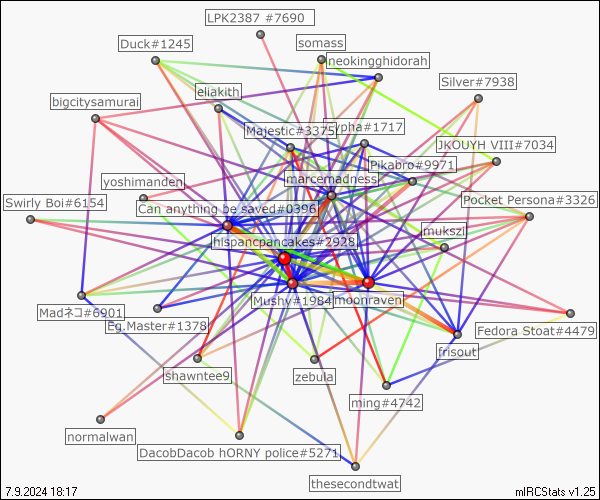 LPK2387 #7690
Duck#1245
somass
neokingghidorah
Silver#7938
eliakith
bigcitysamurai
Majestic#3375
ypha#1717
JKOUYH VIII#7034
Pikabro#9971
yoshimanden
marcemadness
Swirly Boi#6154
Can anything be saved#0396
Pocket Persona#3326
mukszi
hispancpancakes#2928
Mushy#1984
moonraven
Madネコ#6901
Eg.Master#1378
Fedora Stoat#4479
frisout
shawntee9
zebula
ming#4742
normalwan
DacobDacob hORNY police#5271
thesecondtwat
7.9.2024 18:17
mIRCStats v1.25